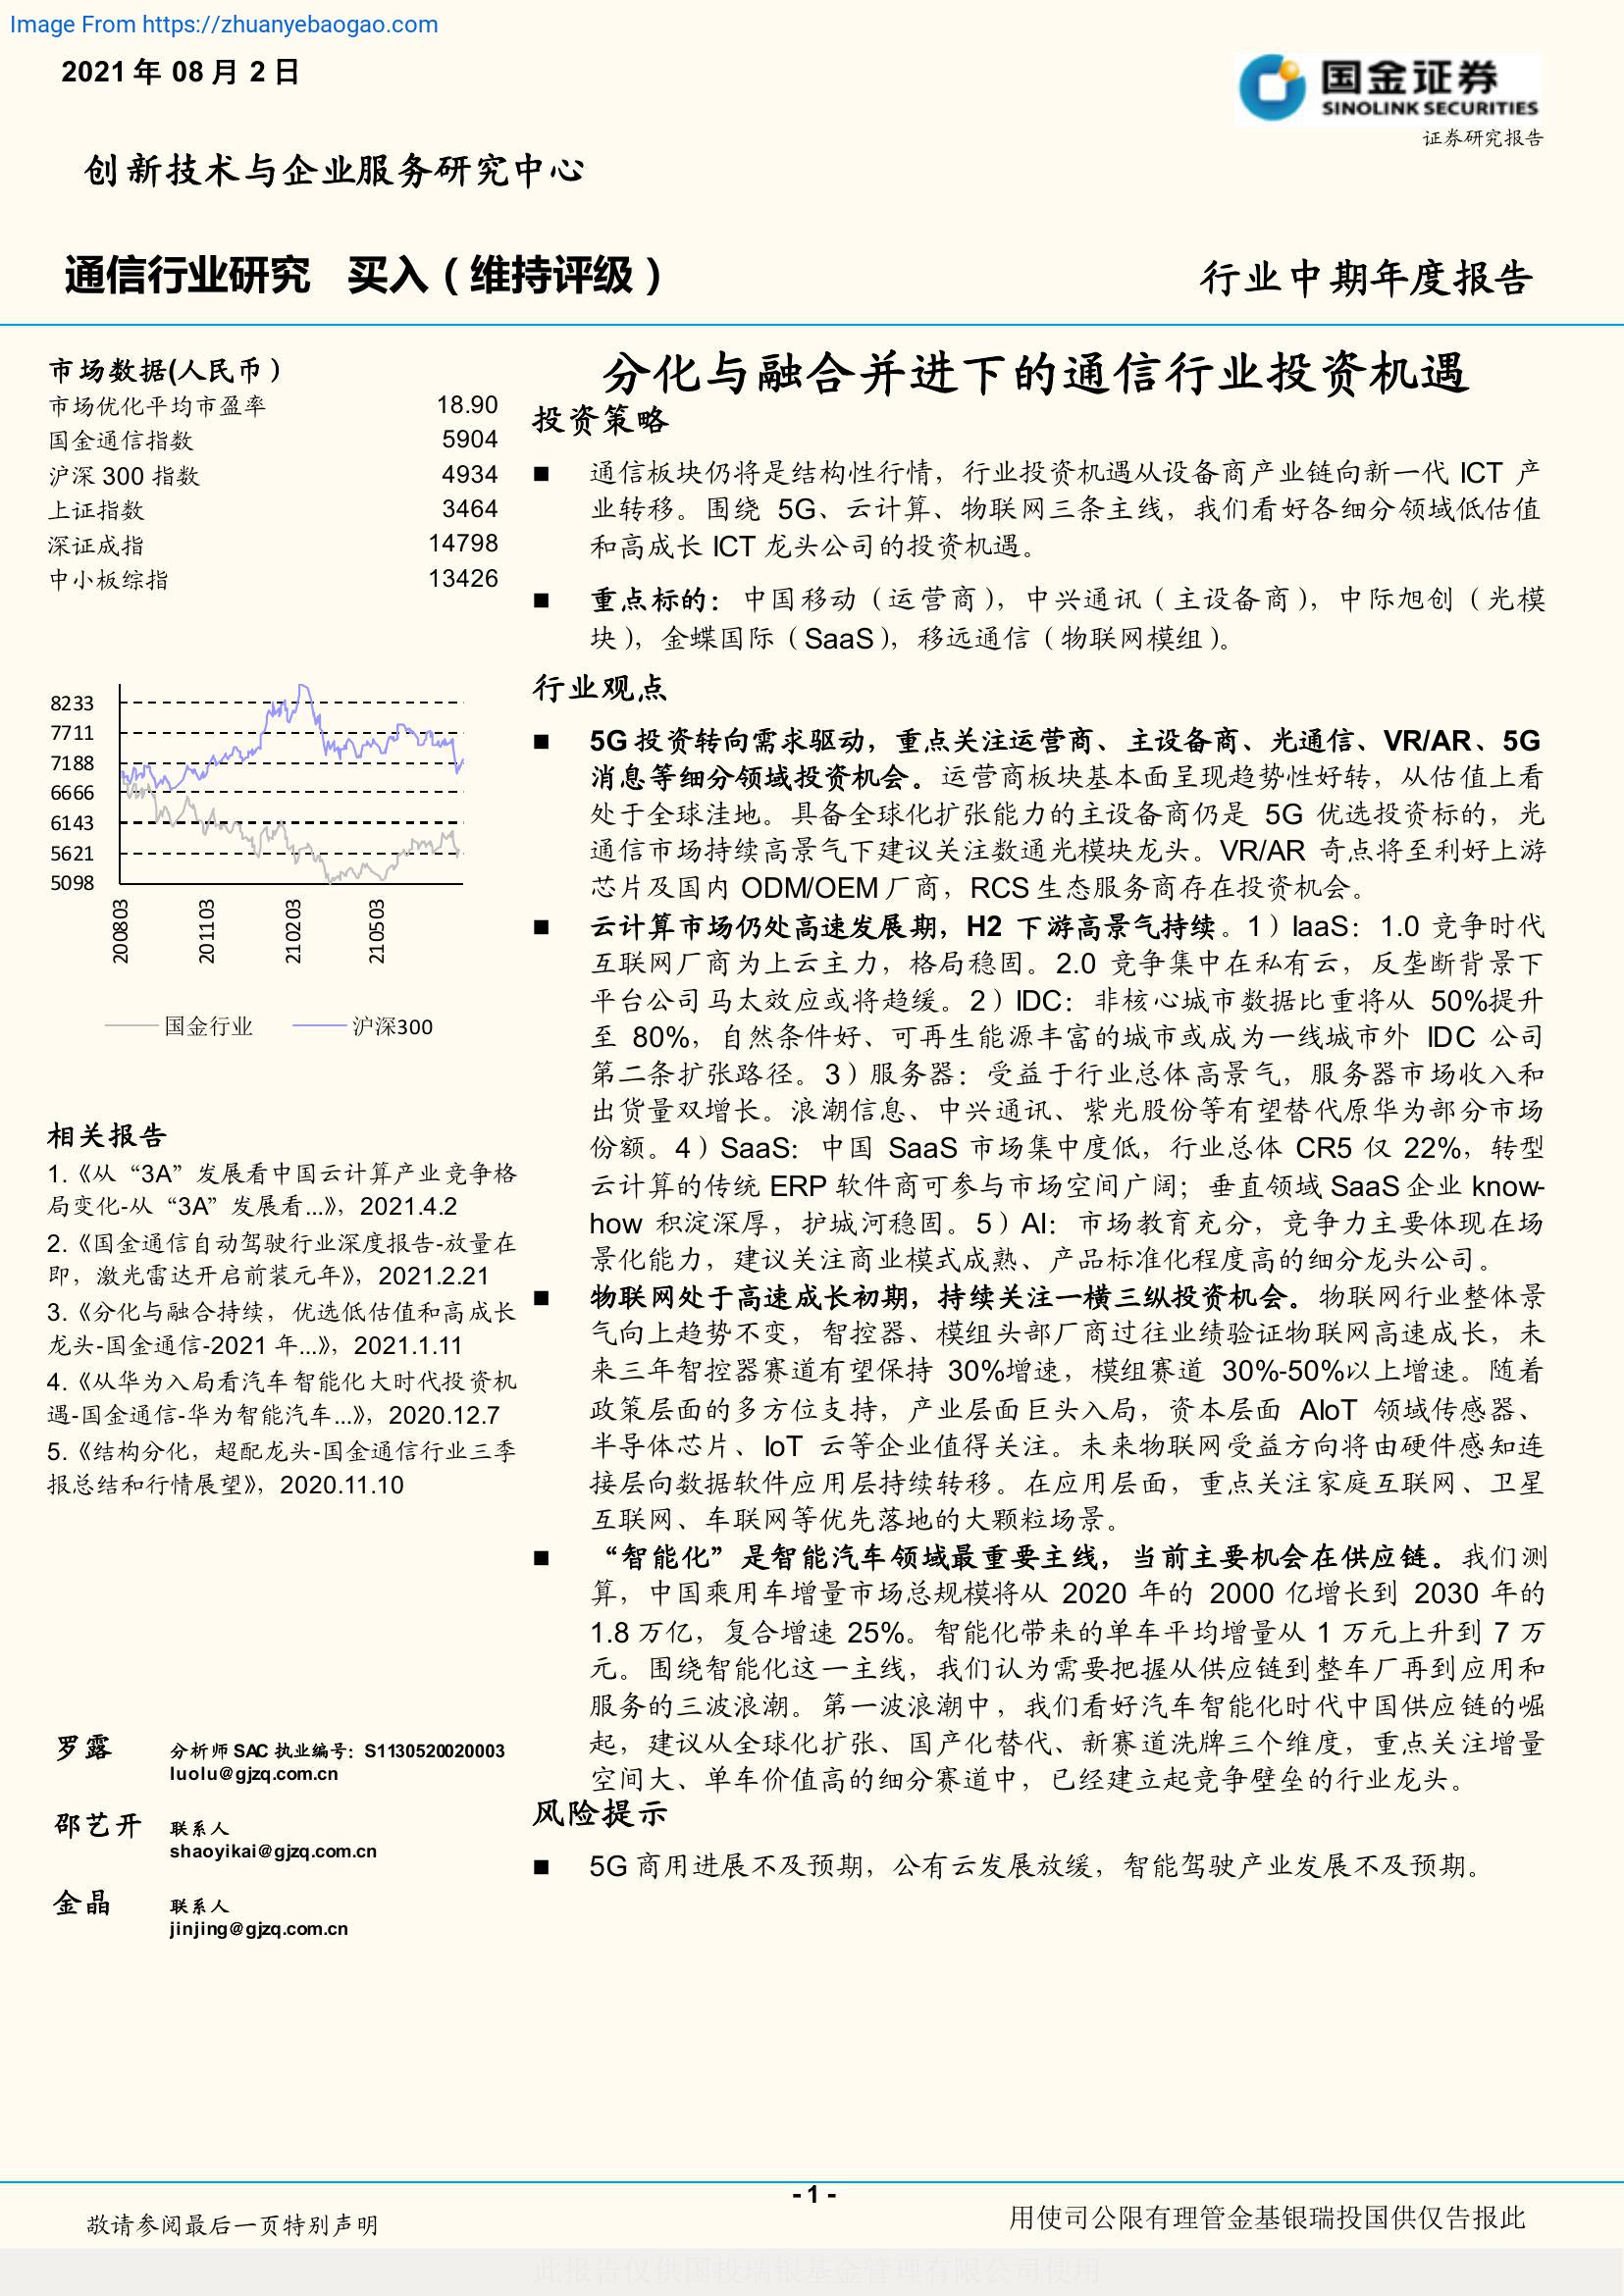 Image From https://zhuanyebaogao.com
2021 年 08 月 2 日
国金证券
SINOLINK SECURITIES
证券研究报告
创新技术与企业服务研究中心
通信行业研究 买入（维持评级）
行业中期年度报告
市场数据(人民币）
市场优化平均市盈率 18.90
国金通信指数 5904
沪深 300 指数 4934
上证指数 3464
深证成指 14798
中小板综指 13426
8233
7711
7188
6666
6143
5621
5098
200803
201103
210203
210503
国金行业 沪深300
相关报告
1.《从“3A”发展看中国云计算产业竞争格
局变化-从“3A”发展看...》，2021.4.2
2.《国金通信自动驾驶行业深度报告-放量在
即，激光雷达开启前装元年》，2021.2.21
3.《分化与融合持续，优选低估值和高成长
龙头-国金通信-2021 年...》，2021.1.11
4.《从华为入局看汽车智能化大时代投资机
遇-国金通信-华为智能汽车...》，2020.12.7
5.《结构分化，超配龙头-国金通信行业三季
报总结和行情展望》，2020.11.10
罗露 分析师 SAC 执业编号：S1130520020003
luolu@gjzq.com.cn
邵艺开 联系人
shaoyikai@gjzq.com.cn
金晶 联系人
jinjing@gjzq.com.cn
分化与融合并进下的通信行业投资机遇
投资策略
■ 通信板块仍将是结构性行情，行业投资机遇从设备商产业链向新一代 ICT 产
业转移。围绕 5G、云计算、物联网三条主线，我们看好各细分领域低估值
和高成长 ICT 龙头公司的投资机遇。
■ 重点标的：中国移动（运营商），中兴通讯（主设备商），中际旭创（光模
块），金蝶国际（SaaS），移远通信（物联网模组）。
行业观点
■ 5G 投资转向需求驱动，重点关注运营商、主设备商、光通信、VR/AR、5G
消息等细分领域投资机会。运营商板块基本面呈现趋势性好转，从估值上看
处于全球洼地。具备全球化扩张能力的主设备商仍是 5G 优选投资标的，光
通信市场持续高景气下建议关注数通光模块龙头。VR/AR 奇点将至利好上游
芯片及国内 ODM/OEM 厂商，RCS 生态服务商存在投资机会。
■ 云计算市场仍处高速发展期，H2 下游高景气持续。1）IaaS：1.0 竞争时代
互联网厂商为上云主力，格局稳固。2.0 竞争集中在私有云，反垄断背景下
平台公司马太效应或将趋缓。2）IDC：非核心城市数据比重将从 50%提升
至 80%，自然条件好、可再生能源丰富的城市或成为一线城市外 IDC 公司
第二条扩张路径。3）服务器：受益于行业总体高景气，服务器市场收入和
出货量双增长。浪潮信息、中兴通讯、紫光股份等有望替代原华为部分市场
份额。4）SaaS：中国 SaaS 市场集中度低，行业总体 CR5 仅 22%，转型
云计算的传统 ERP 软件商可参与市场空间广阔；垂直领域 SaaS 企业 know-
how 积淀深厚，护城河稳固。5）AI：市场教育充分，竞争力主要体现在场
景化能力，建议关注商业模式成熟、产品标准化程度高的细分龙头公司。
■ 物联网处于高速成长初期，持续关注一横三纵投资机会。物联网行业整体景
气向上趋势不变，智控器、模组头部厂商过往业绩验证物联网高速成长，未
来三年智控器赛道有望保持 30%增速，模组赛道 30%-50%以上增速。随着
政策层面的多方位支持，产业层面巨头入局，资本层面 AIoT 领域传感器、
半导体芯片、IoT 云等企业值得关注。未来物联网受益方向将由硬件感知连
接层向数据软件应用层持续转移。在应用层面，重点关注家庭互联网、卫星
互联网、车联网等优先落地的大颗粒场景。
■ “智能化”是智能汽车领域最重要主线，当前主要机会在供应链。我们测
算，中国乘用车增量市场总规模将从 2020 年的 2000 亿增长到 2030 年的
1.8 万亿，复合增速 25%。智能化带来的单车平均增量从 1 万元上升到 7 万
元。围绕智能化这一主线，我们认为需要把握从供应链到整车厂再到应用和
服务的三波浪潮。第一波浪潮中，我们看好汽车智能化时代中国供应链的崛
起，建议从全球化扩张、国产化替代、新赛道洗牌三个维度，重点关注增量
空间大、单车价值高的细分赛道中，已经建立起竞争壁垒的行业龙头。
风险提示
■ 5G 商用进展不及预期，公有云发展放缓，智能驾驶产业发展不及预期。
- 1 -
敬请参阅最后一页特别声明
用使司公限有理管金基银瑞投国供仅告报此
此报告仅供国投瑞银基金管理有限公司使用